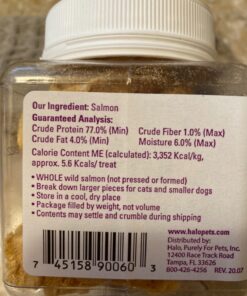 Our Ingredient: Salmon
Guaranteed Analysis:
Crude Protein 77.0% (Min) Crude Fiber 1.0% (Max)
Crude Fat 4.0% (Min) Moisture 6.0% (Max)
Calorie Content ME (calculated): 3,352 Kcal/kg,
approx. 5.6 Kcals/ treat
• WHOLE wild salmon (not pressed or formed)
• Break down larger pieces for cats and smaller dogs
• Store in a cool, dry place
• Package filled by weight, not volume
• Contents may settle and crumble during shipping
www.halopets.com
Distributed by:
Halo, Purely For Pets, Inc.
12400 Race Track Road
Tampa, FL 33626
800-426-4256 REV. 20.07
7 45158 90060 3